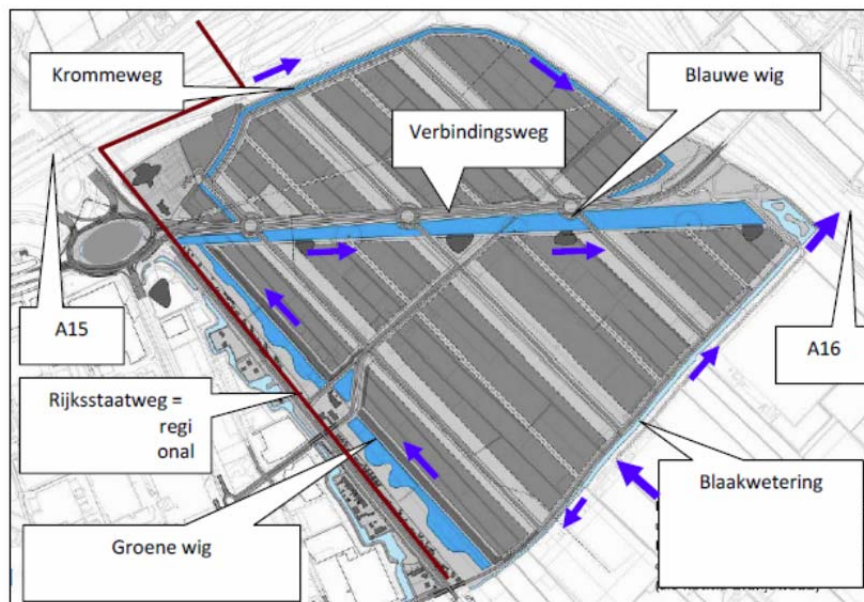 Krommeweg
Blauwe wig
Verbindingsweg
A15
A16
Rijksstaatweg =
regi
onal
Blaakwetering
Groene wig